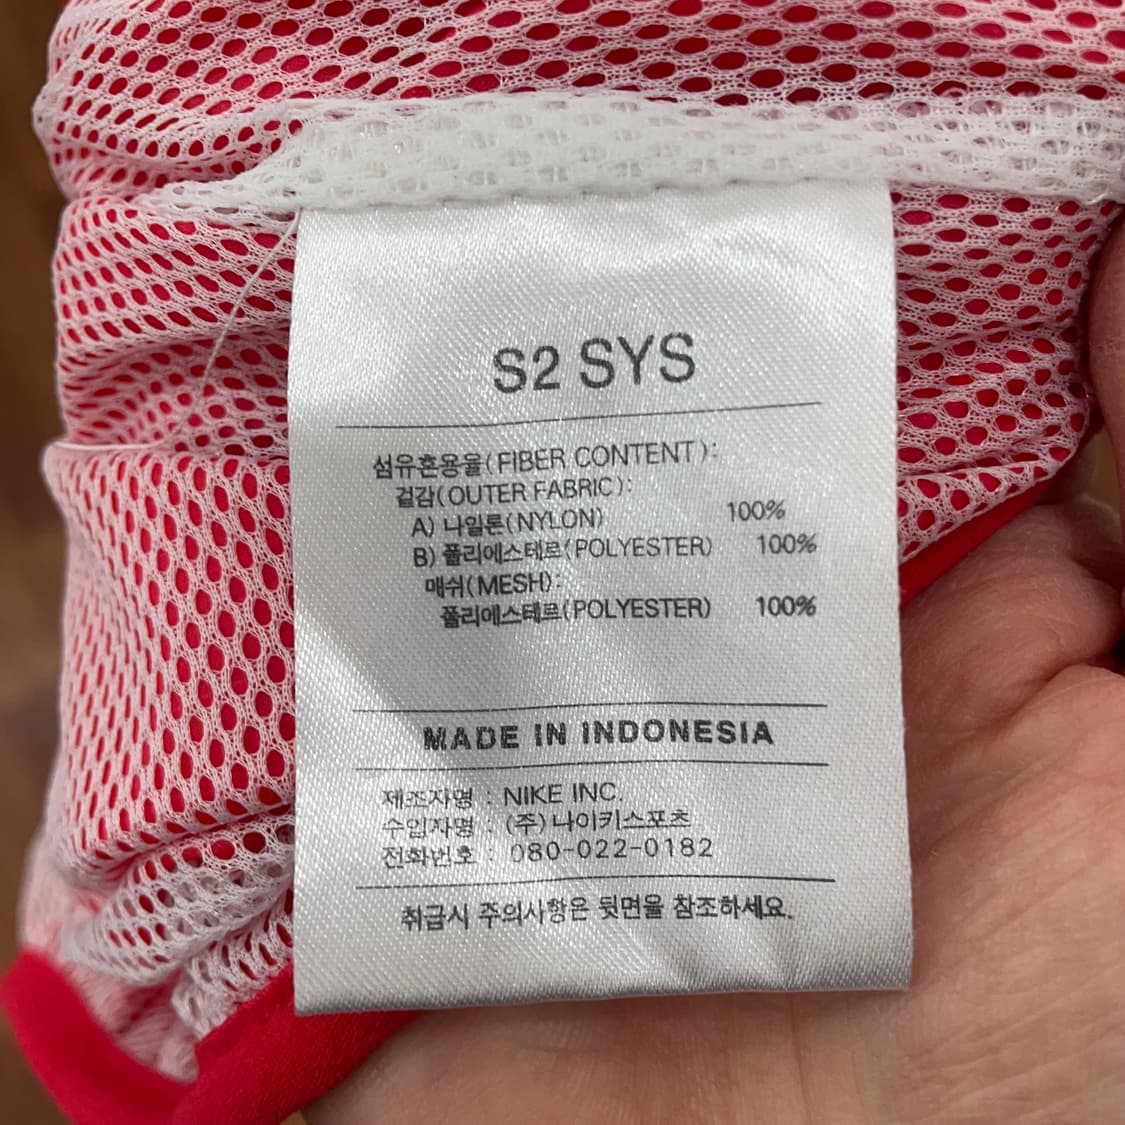 S2 SYS
섬유혼용율(FIBER CONTENT):
겉감(OUTER FABRIC):
A) 나일론(NYLON) 100%
B) 폴리에스테르(POLYESTER) 100%
매쉬(MESH):
폴리에스테르(POLYESTER) 100%
MADE IN INDONESIA
제조자명 : NIKE INC.
수입자명 : (주)나이키스포츠
전화번호 : 080-022-0182
취급시 주의사항은 뒷면을 참조하세요.